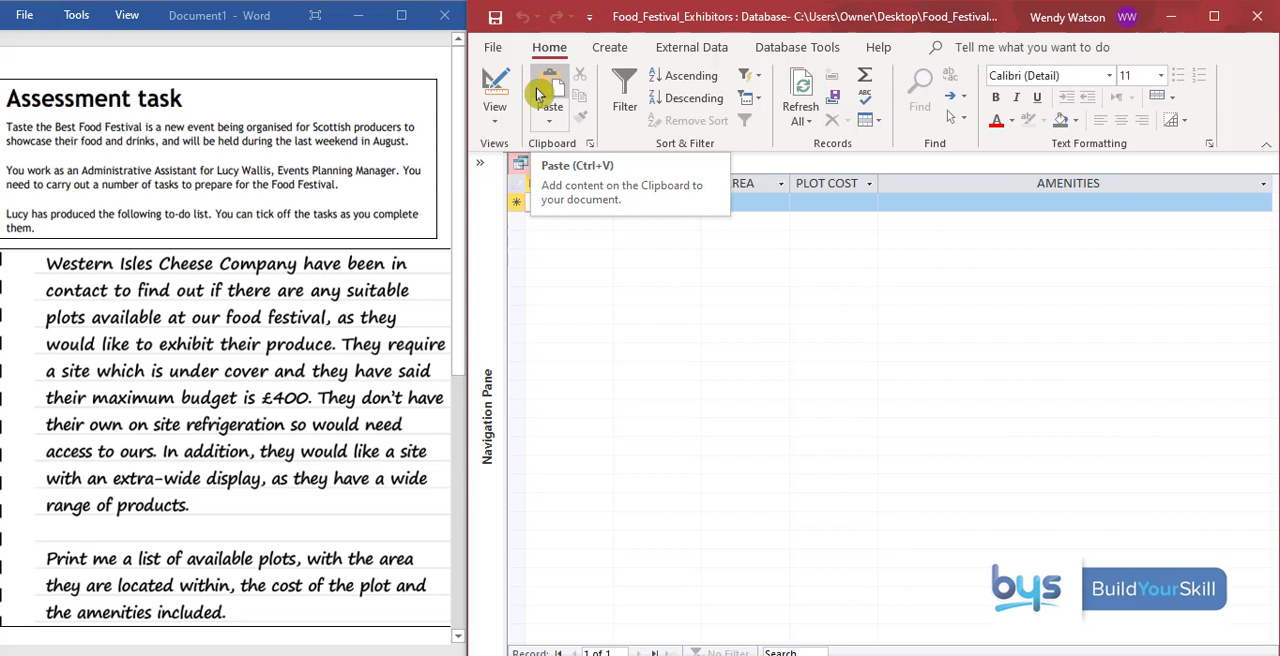 File Tools View Document1 - Word
Assessment task
Taste the Best Food Festival is a new event being organised for Scottish producers to
showcase their food and drinks, and will be held during the last weekend in August.
You work as an Administrative Assistant for Lucy Wallis, Events Planning Manager. You
need to carry out a number of tasks to prepare for the Food Festival.
Lucy has produced the following to-do list. You can tick off the tasks as you complete
them.
Western Isles Cheese Company have been in
contact to find out if there are any suitable
plots available at our food festival, as they
would like to exhibit their produce. They require
a site which is under cover and they have said
their maximum budget is £400. They don't have
their own on site refrigeration so would need
access to ours. In addition, they would like a site
with an extra-wide display, as they have a wide
range of products.
Print me a list of available plots, with the area
they are located within, the cost of the plot and
the amenities included.
Food_Festival_Exhibitors : Database- C:\Users\Owner\Desktop\Food_Festival... Wendy Watson WW
File Home Create External Data Database Tools Help Tell me what you want to do
View Paste Filter Ascending Descending Remove Sort Refresh All Find Calibri (Detail) 11
B I U
Views Clipboard Sort & Filter Records Find Text Formatting
Paste (Ctrl+V)
Add content on the Clipboard to
your document.
REA PLOT COST AMENITIES
Navigation Pane
bys BuildYourSkill
Record: 1 of 1 No Filter Search